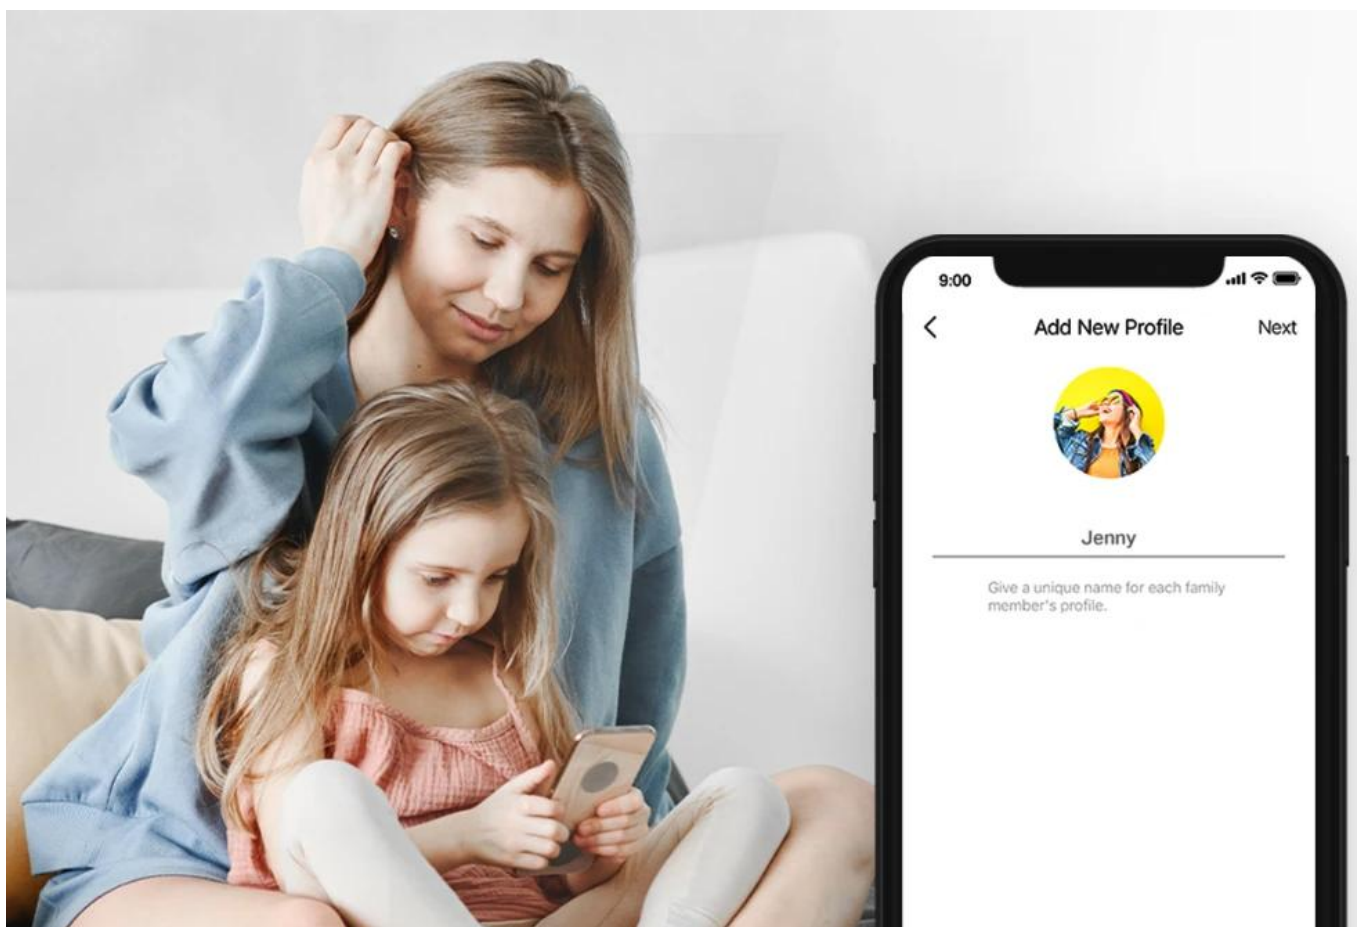 9:00
Add New Profile
Next
Jenny
Give a unique name for each family
member's profile.